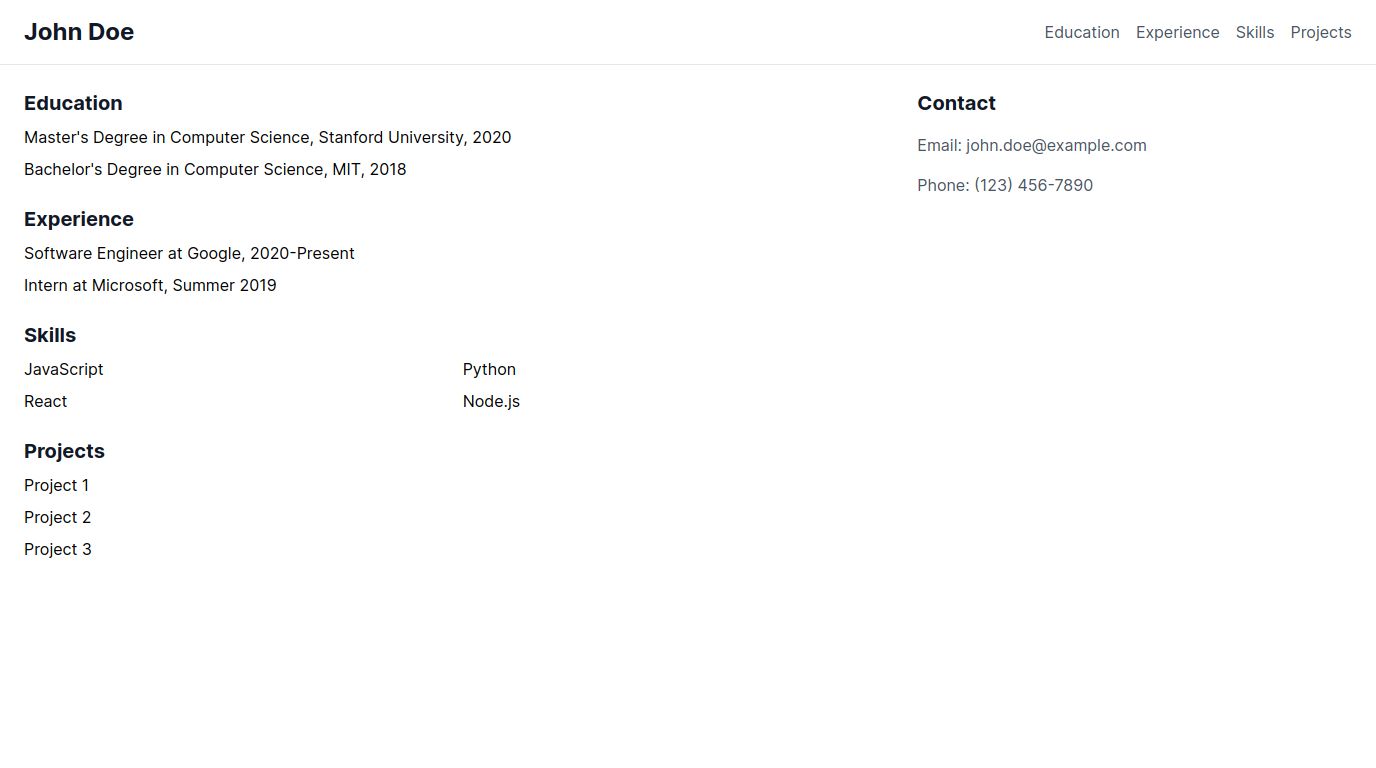 John Doe
Education Experience Skills Projects
Education
Master's Degree in Computer Science, Stanford University, 2020
Bachelor's Degree in Computer Science, MIT, 2018
Experience
Software Engineer at Google, 2020-Present
Intern at Microsoft, Summer 2019
Skills
JavaScript Python
React Node.js
Projects
Project 1
Project 2
Project 3
Contact
Email: john.doe@example.com
Phone: (123) 456-7890